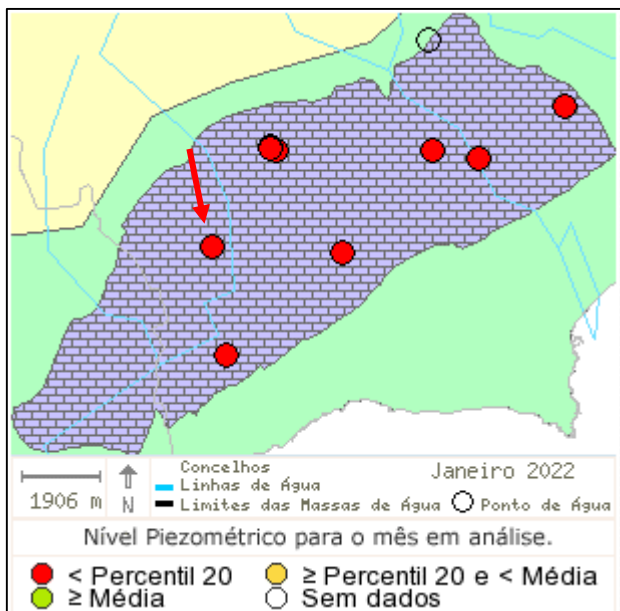 Concelhos
Janeiro 2022
Linhas de Água
1906 m N Limites das Massas de Água Ponto de Água
Nível Piezométrico para o mês em análise.
< Percentil 20 ≥ Percentil 20 e < Média
≥ Média Sem dados